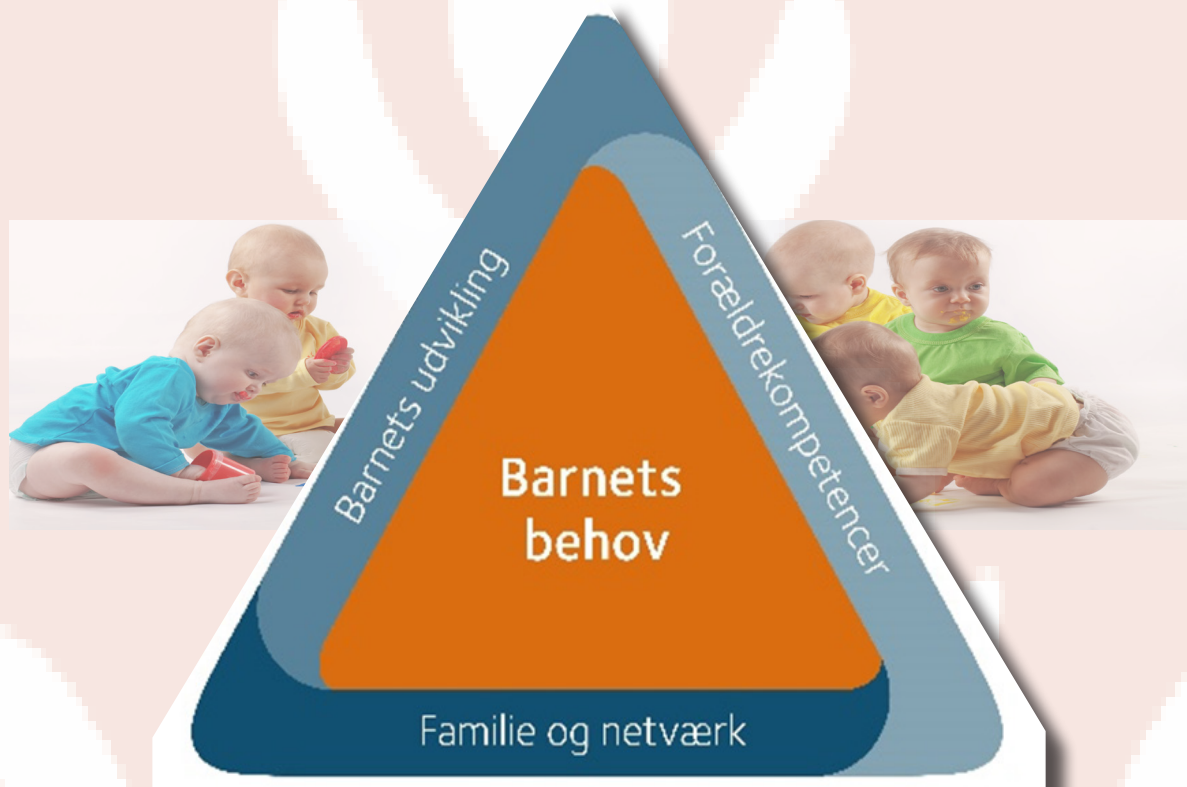 Barnets udvikling
Forældrekompetencer
Barnets
behov
Familie og netværk